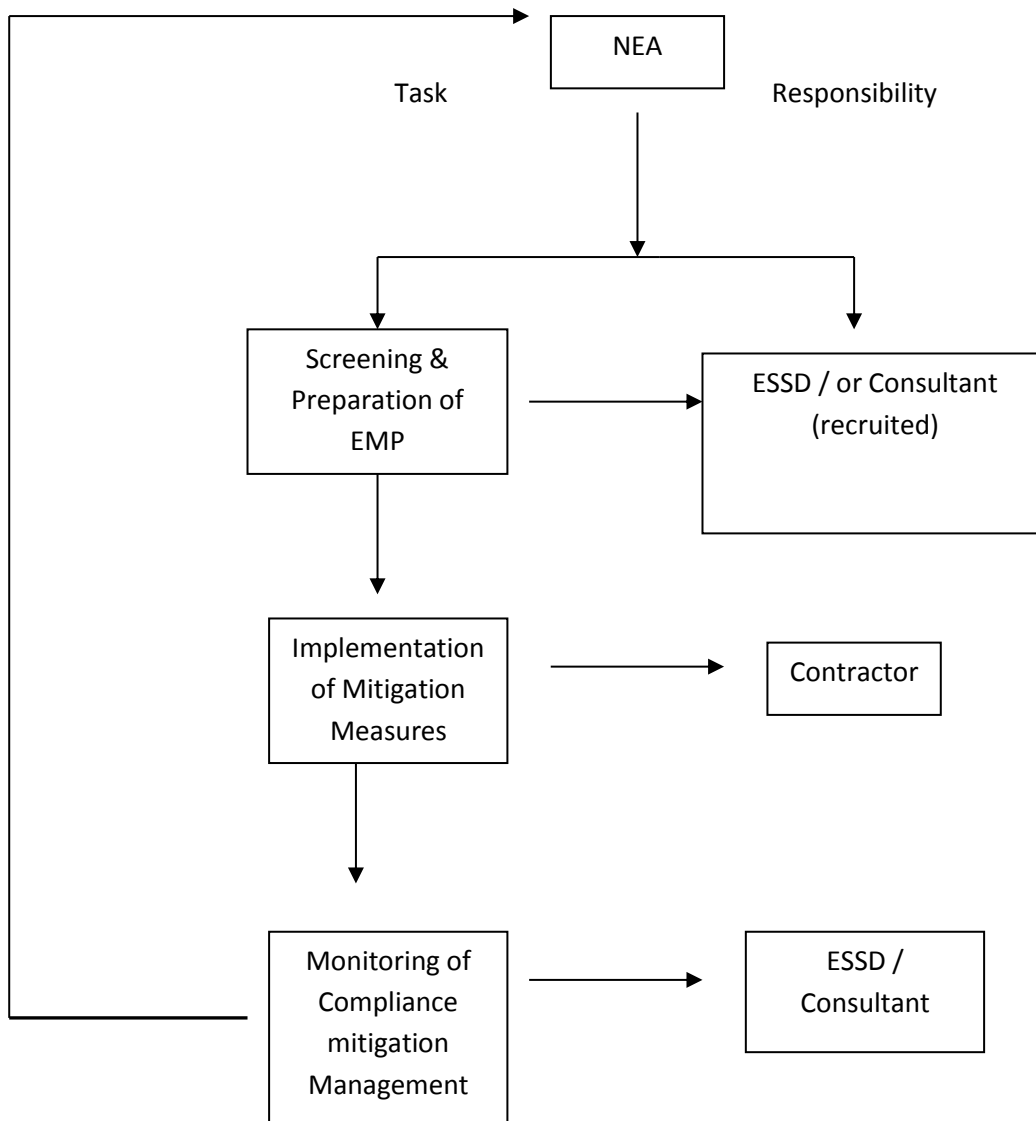 NEA
Task
Responsibility
Screening &
Preparation of
EMP
ESSD / or Consultant
(recruited)
Implementation
of Mitigation
Measures
Contractor
Monitoring of
Compliance
mitigation
Management
ESSD /
Consultant